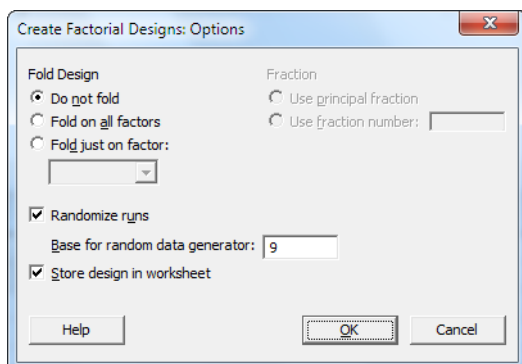 Create Factorial Designs: Options
Fold Design
Do not fold
Fold on all factors
Fold just on factor:
Fraction
Use principal fraction
Use fraction number:
Randomize runs
Base for random data generator: 9
Store design in worksheet
Help OK Cancel